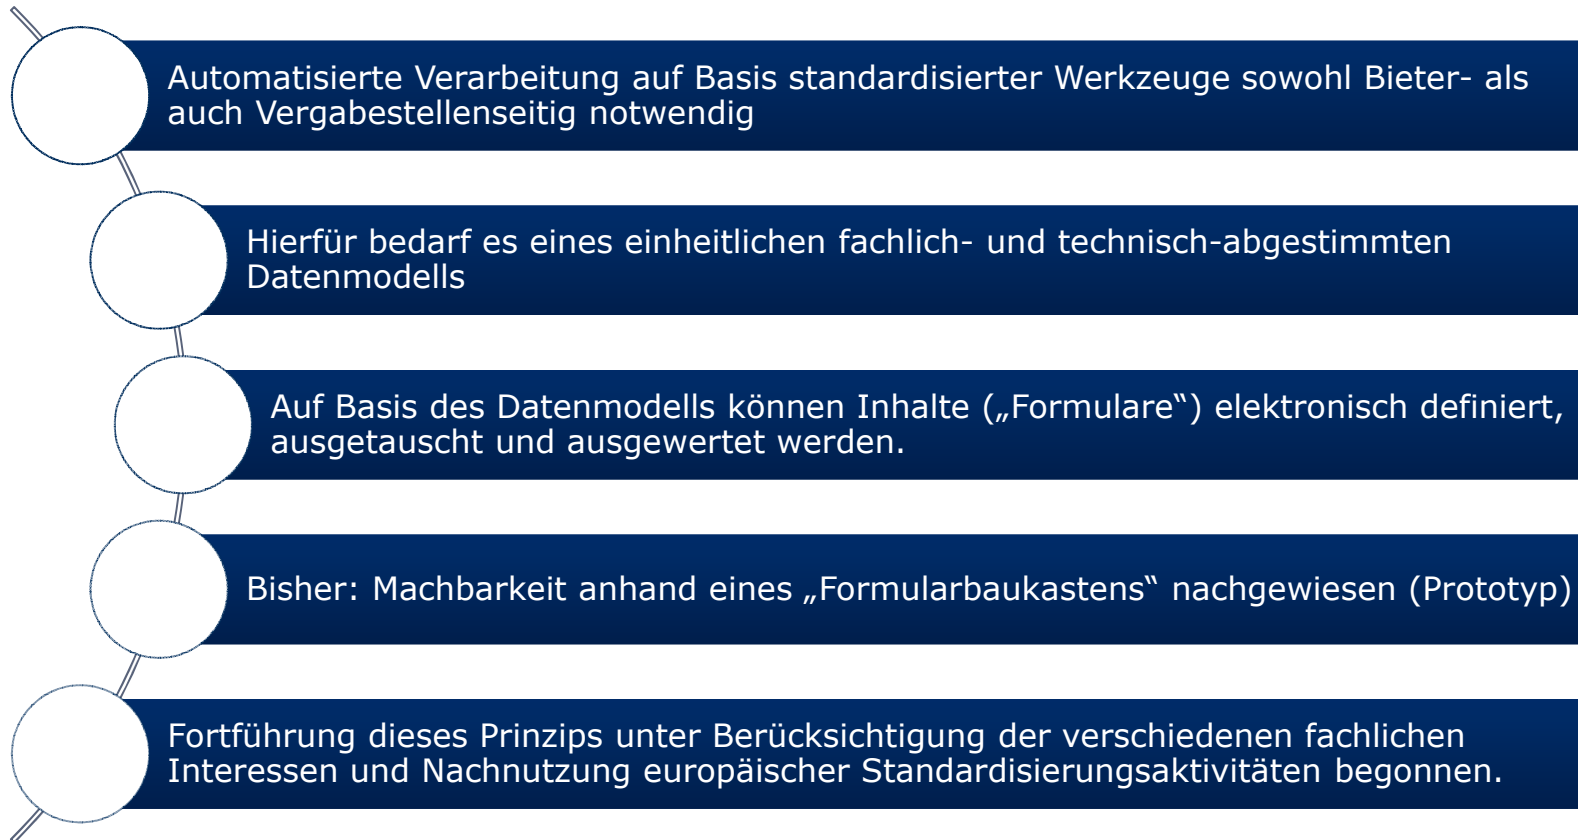 Automatisierte Verarbeitung auf Basis standardisierter Werkzeuge sowohl Bieter- als
auch Vergabestellenseitig notwendig
Hierfür bedarf es eines einheitlichen fachlich- und technisch-abgestimmten
Datenmodells
Auf Basis des Datenmodells können Inhalte („Formulare“) elektronisch definiert,
ausgetauscht und ausgewertet werden.
Bisher: Machbarkeit anhand eines „Formularbaukastens“ nachgewiesen (Prototyp)
Fortführung dieses Prinzips unter Berücksichtigung der verschiedenen fachlichen
Interessen und Nachnutzung europäischer Standardisierungsaktivitäten begonnen.